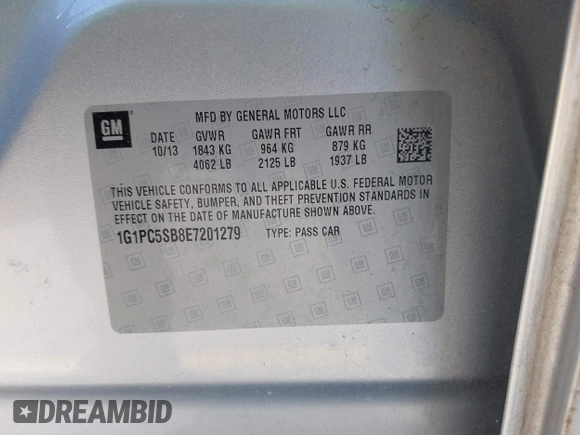 GM
MFD BY GENERAL MOTORS LLC
DATE GVWR GAWR FRT GAWR RR
10/13 1843 KG 964 KG 879 KG
4062 LB 2125 LB 1937 LB
THIS VEHICLE CONFORMS TO ALL APPLICABLE U.S. FEDERAL MOTOR
VEHICLE SAFETY, BUMPER, AND THEFT PREVENTION STANDARDS IN
EFFECT ON THE DATE OF MANUFACTURE SHOWN ABOVE.
1G1PC5SB8E7201279 TYPE: PASS CAR
DREAMBID